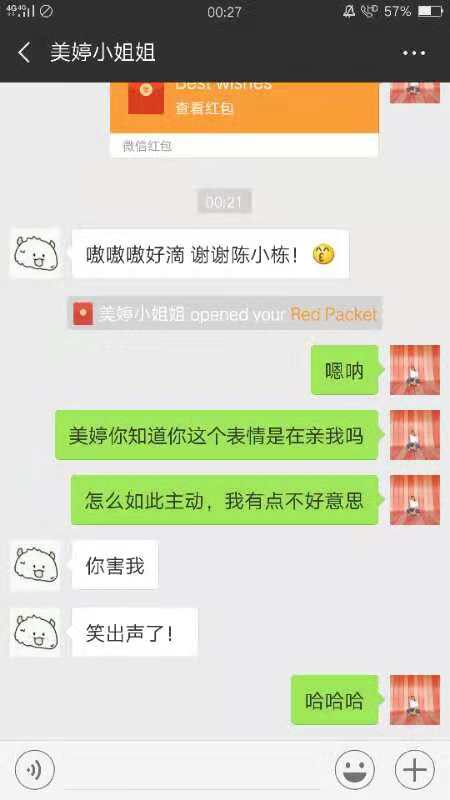 4G 4G
00:27
HD
57%
美婷小姐姐
Best wishes
查看红包
微信红包
00:21
嗷嗷嗷好滴 谢谢陈小栋！
美婷小姐姐 opened your Red Packet
嗯呐
美婷你知道你这个表情是在亲我吗
怎么如此主动，我有点不好意思
你害我
笑出声了！
哈哈哈